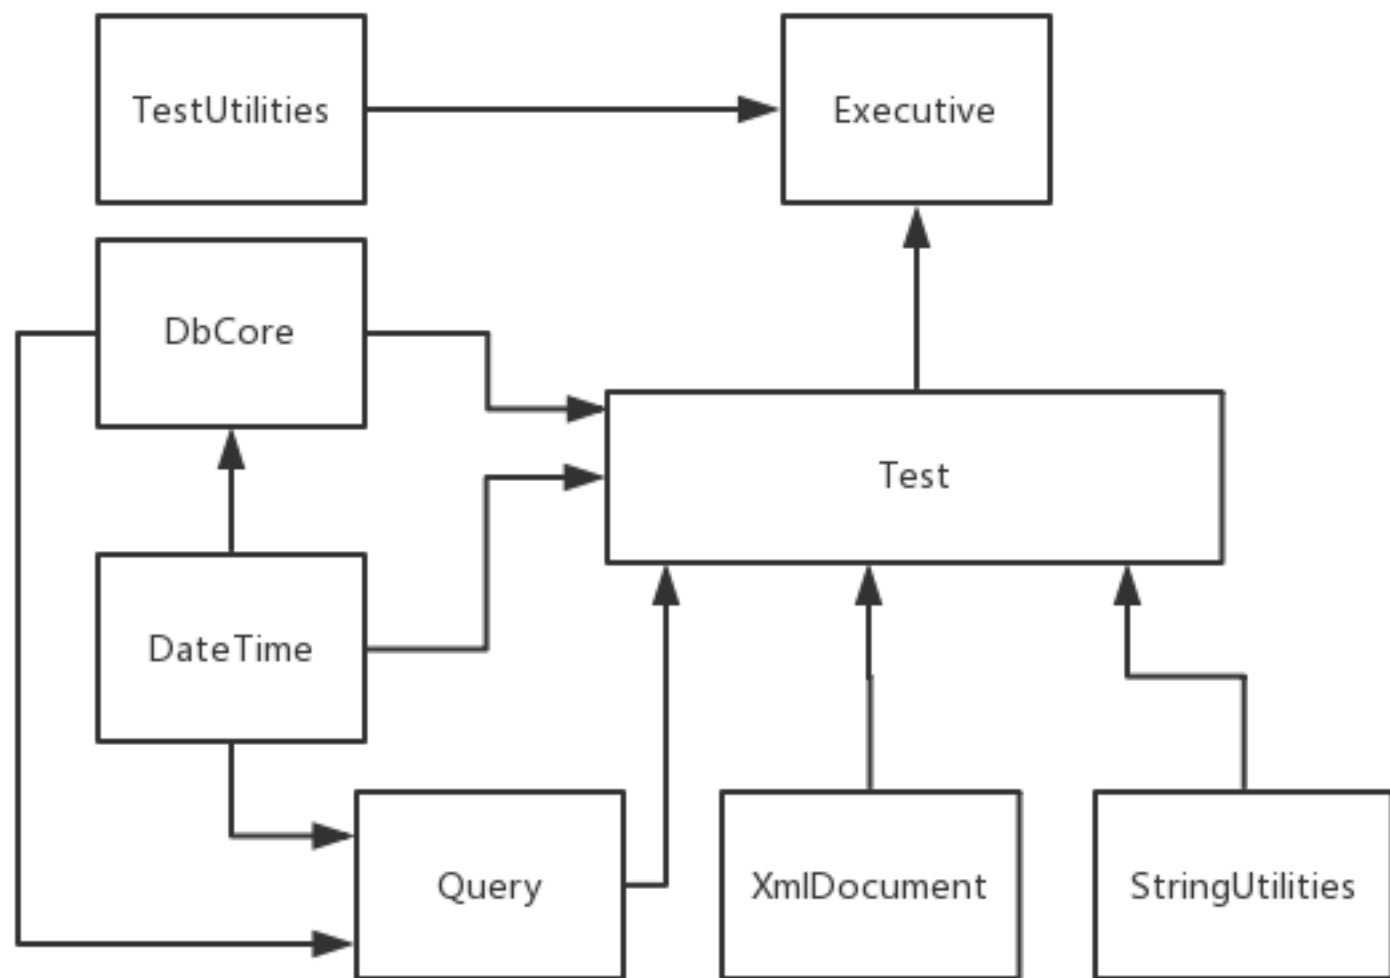 TestUtilities
Executive
DbCore
Test
DateTime
Query
XmlDocument
StringUtilities